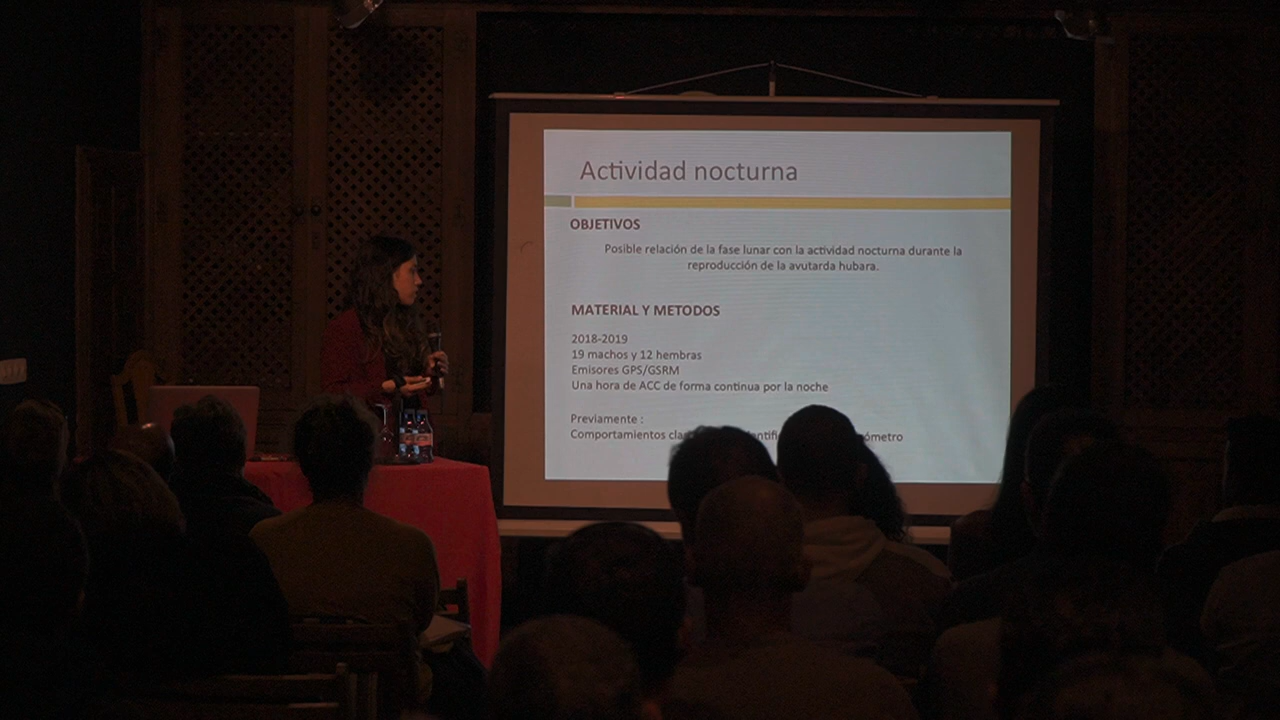 Actividad nocturna
OBJETIVOS
Posible relación de la fase lunar con la actividad nocturna durante la
reproducción de la avutarda hubara.
MATERIAL Y METODOS
2018-2019
19 machos y 12 hembras
Emisores GPS/GSRM
Una hora de ACC de forma continua por la noche
Previamente :
Comportamientos